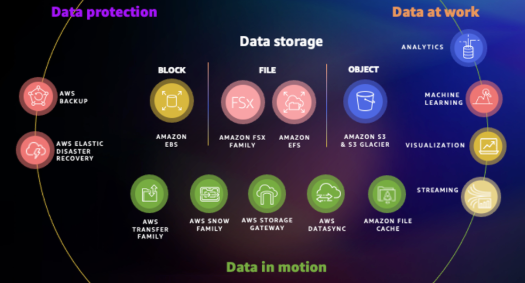 Data protection
Data at work
Data storage
BLOCK
FILE
OBJECT
ANALYTICS
AWS
BACKUP
FSx
MACHINE
LEARNING
AMAZON
EBS
AMAZON FSX
FAMILY
AMAZON
EFS
AMAZON S3
& S3 GLACIER
AWS ELASTIC
DISASTER
RECOVERY
VISUALIZATION
STREAMING
AWS
TRANSFER
FAMILY
AWS SNOW
FAMILY
AWS STORAGE
GATEWAY
AWS
DATASYNC
AMAZON FILE
CACHE
Data in motion